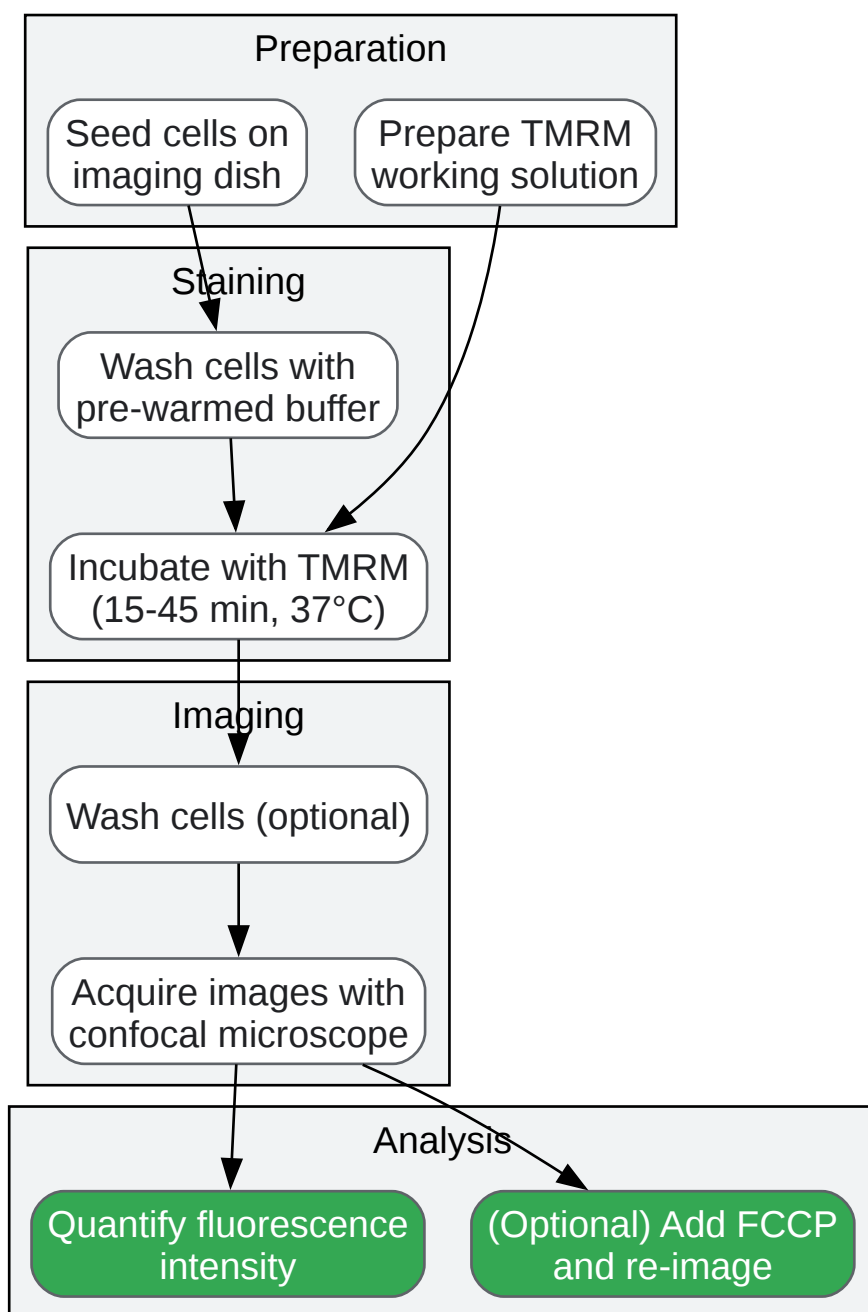 Preparation
Seed cells on
imaging dish
Prepare TMRM
working solution
Staining
Wash cells with
pre-warmed buffer
Incubate with TMRM
(15-45 min, 37°C)
Imaging
Wash cells (optional)
Acquire images with
confocal microscope
Analysis
Quantify fluorescence
intensity
(Optional) Add FCCP
and re-image